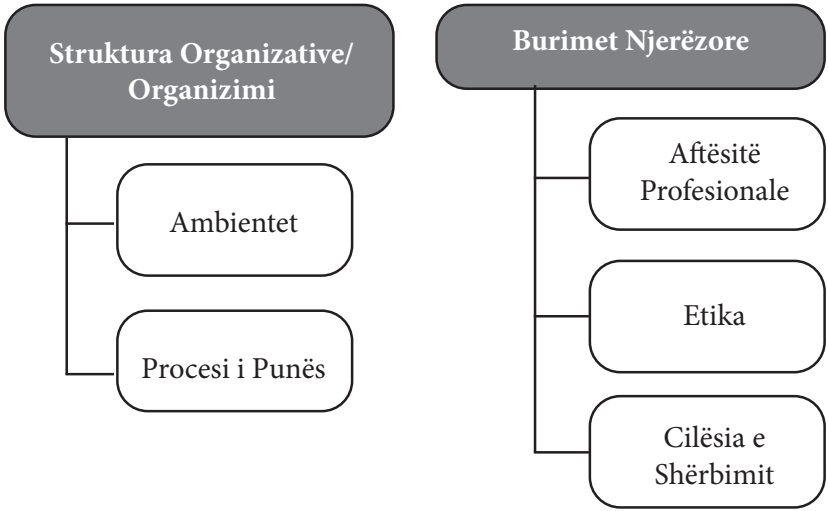 Struktura Organizative/
Organizimi
Ambientet
Procesi i Punës
Burimet Njerëzore
Aftësitë
Profesionale
Etika
Cilësia e
Shërbimit